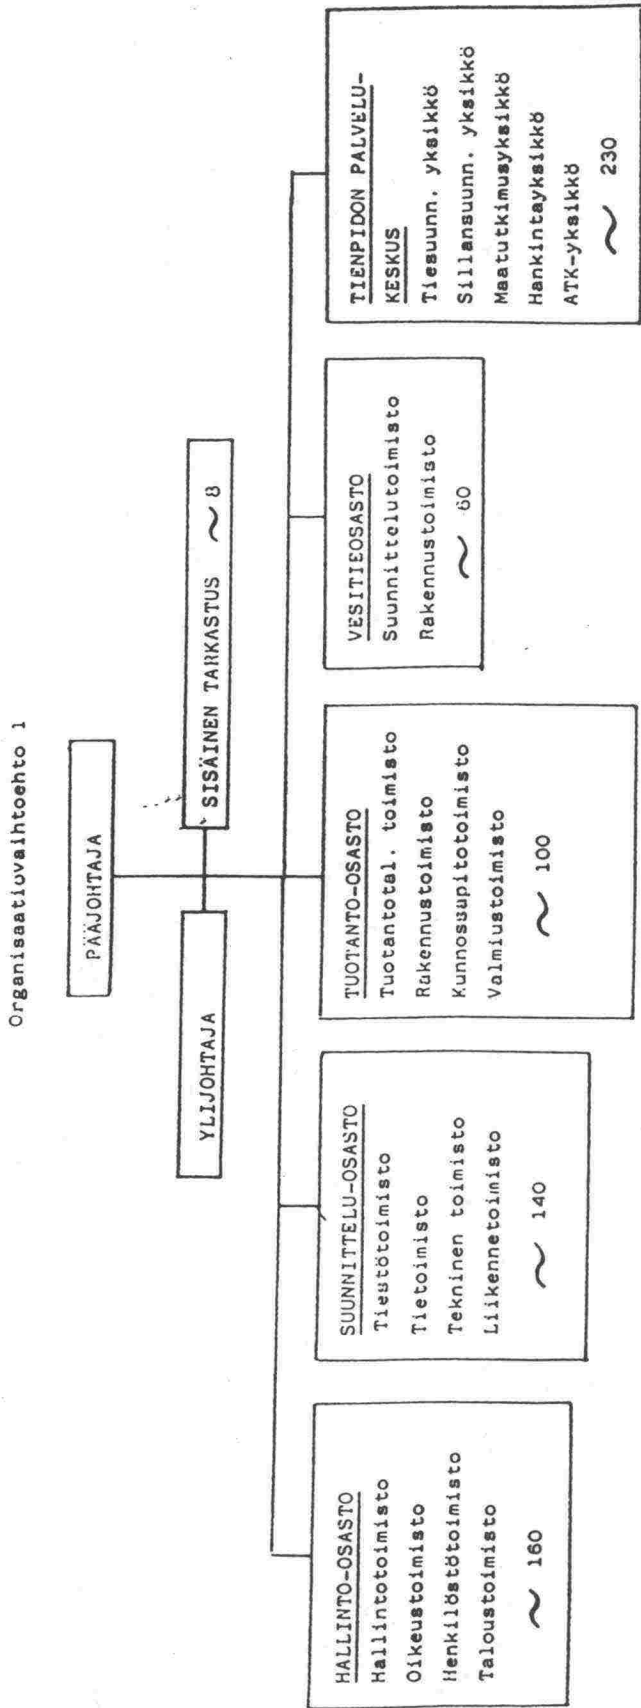 Organisaatiovaihtoehto 1
PÄÄJOHTAJA
YLIJOHTAJA
SISÄINEN TARKASTUS ~ 8
HALLINTO-OSASTO
Hallintotoimisto
Oikeustoimisto
Henkilöstötoimisto
Taloustoimisto
~ 160
SUUNNITTELU-OSASTO
Tiestötoimisto
Tietoimisto
Tekninen toimisto
Liikennetoimisto
~ 140
TUOTANTO-OSASTO
Tuotantotal. toimisto
Rakennustoimisto
Kunnossapitotoimisto
Valmiustoimisto
~ 100
VESITIEOSASTO
Suunnittelutoimisto
Rakennustoimisto
~ 60
TIENPIDON PALVELU-
KESKUS
Tiesuunn. yksikkö
Sillansuunn. yksikkö
Maatutkimusyksikkö
Hankintayksikkö
ATK-yksikkö
~ 230